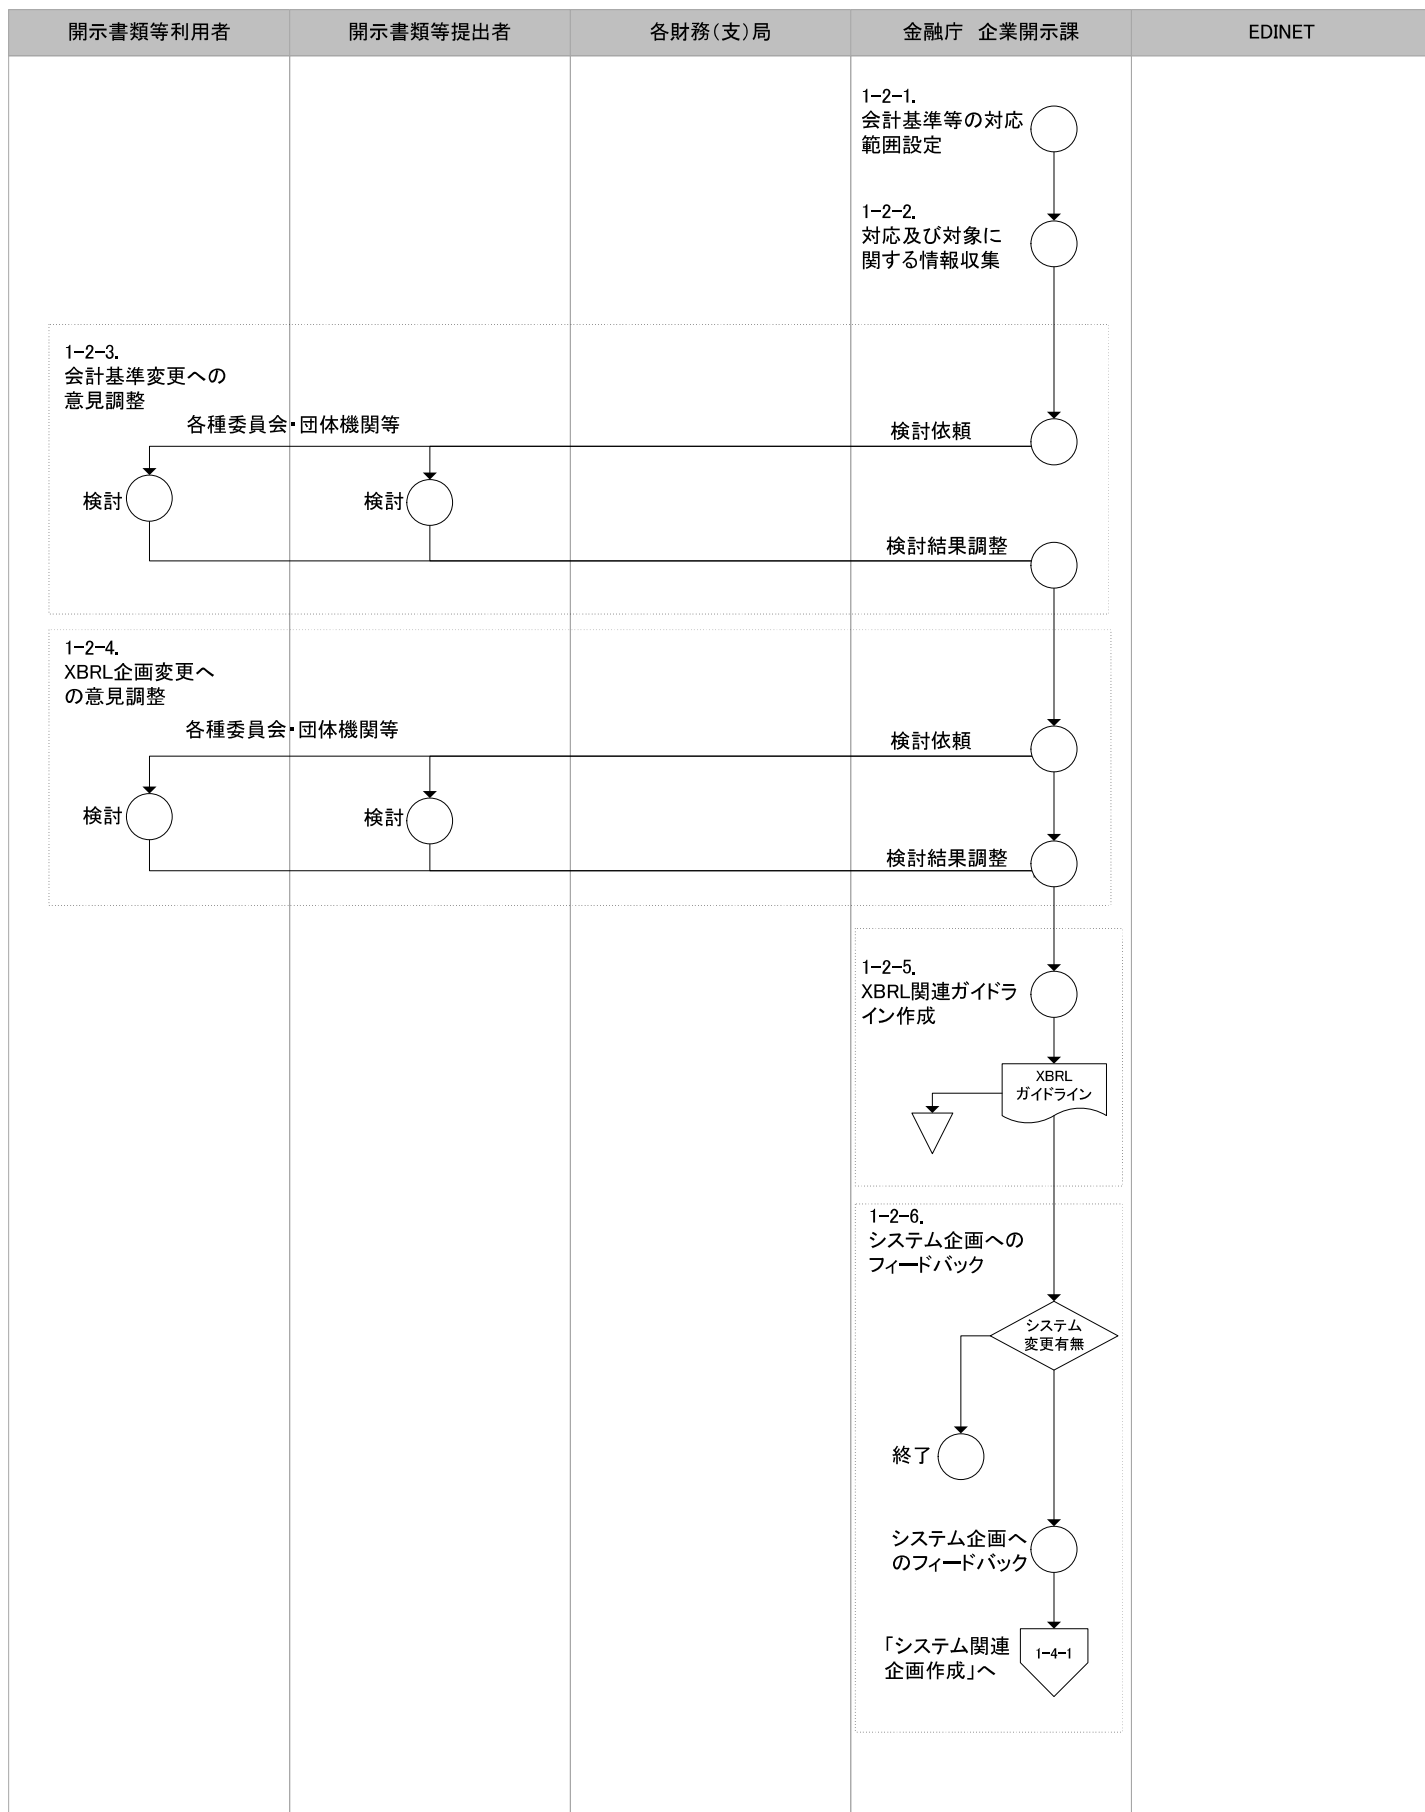 開示書類等利用者
開示書類等提出者
各財務(支)局
金融庁　企業開示課
EDINET
1-2-1.
会計基準等の対応
範囲設定
1-2-2.
対応及び対象に
関する情報収集
1-2-3.
会計基準変更への
意見調整
各種委員会・団体機関等
検討依頼
検討
検討
検討結果調整
1-2-4.
XBRL企画変更へ
の意見調整
各種委員会・団体機関等
検討依頼
検討
検討
検討結果調整
1-2-5.
XBRL関連ガイドラ
イン作成
XBRL
ガイドライン
1-2-6.
システム企画への
フィードバック
システム
変更有無
終了
システム企画へ
のフィードバック
「システム関連
企画作成」へ
1-4-1